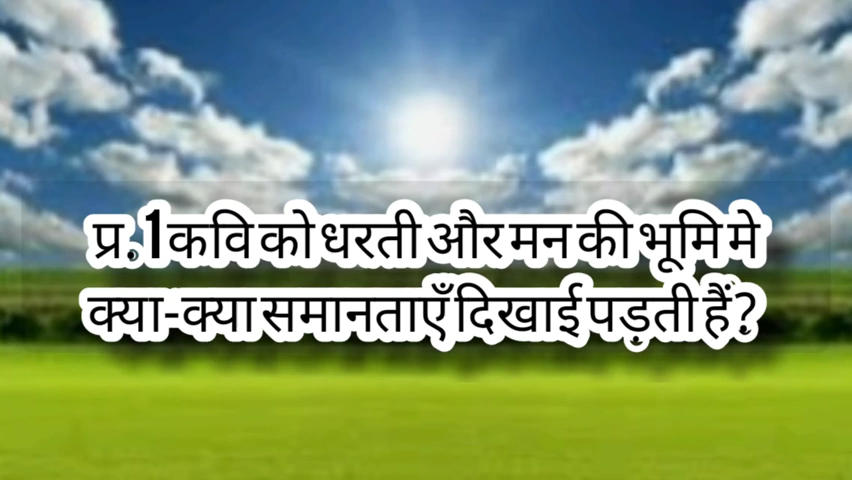 प्र. 1 कवि को धरती और मन की भूमि मे
क्या-क्या समानताएँ दिखाई पड़ती हैं?